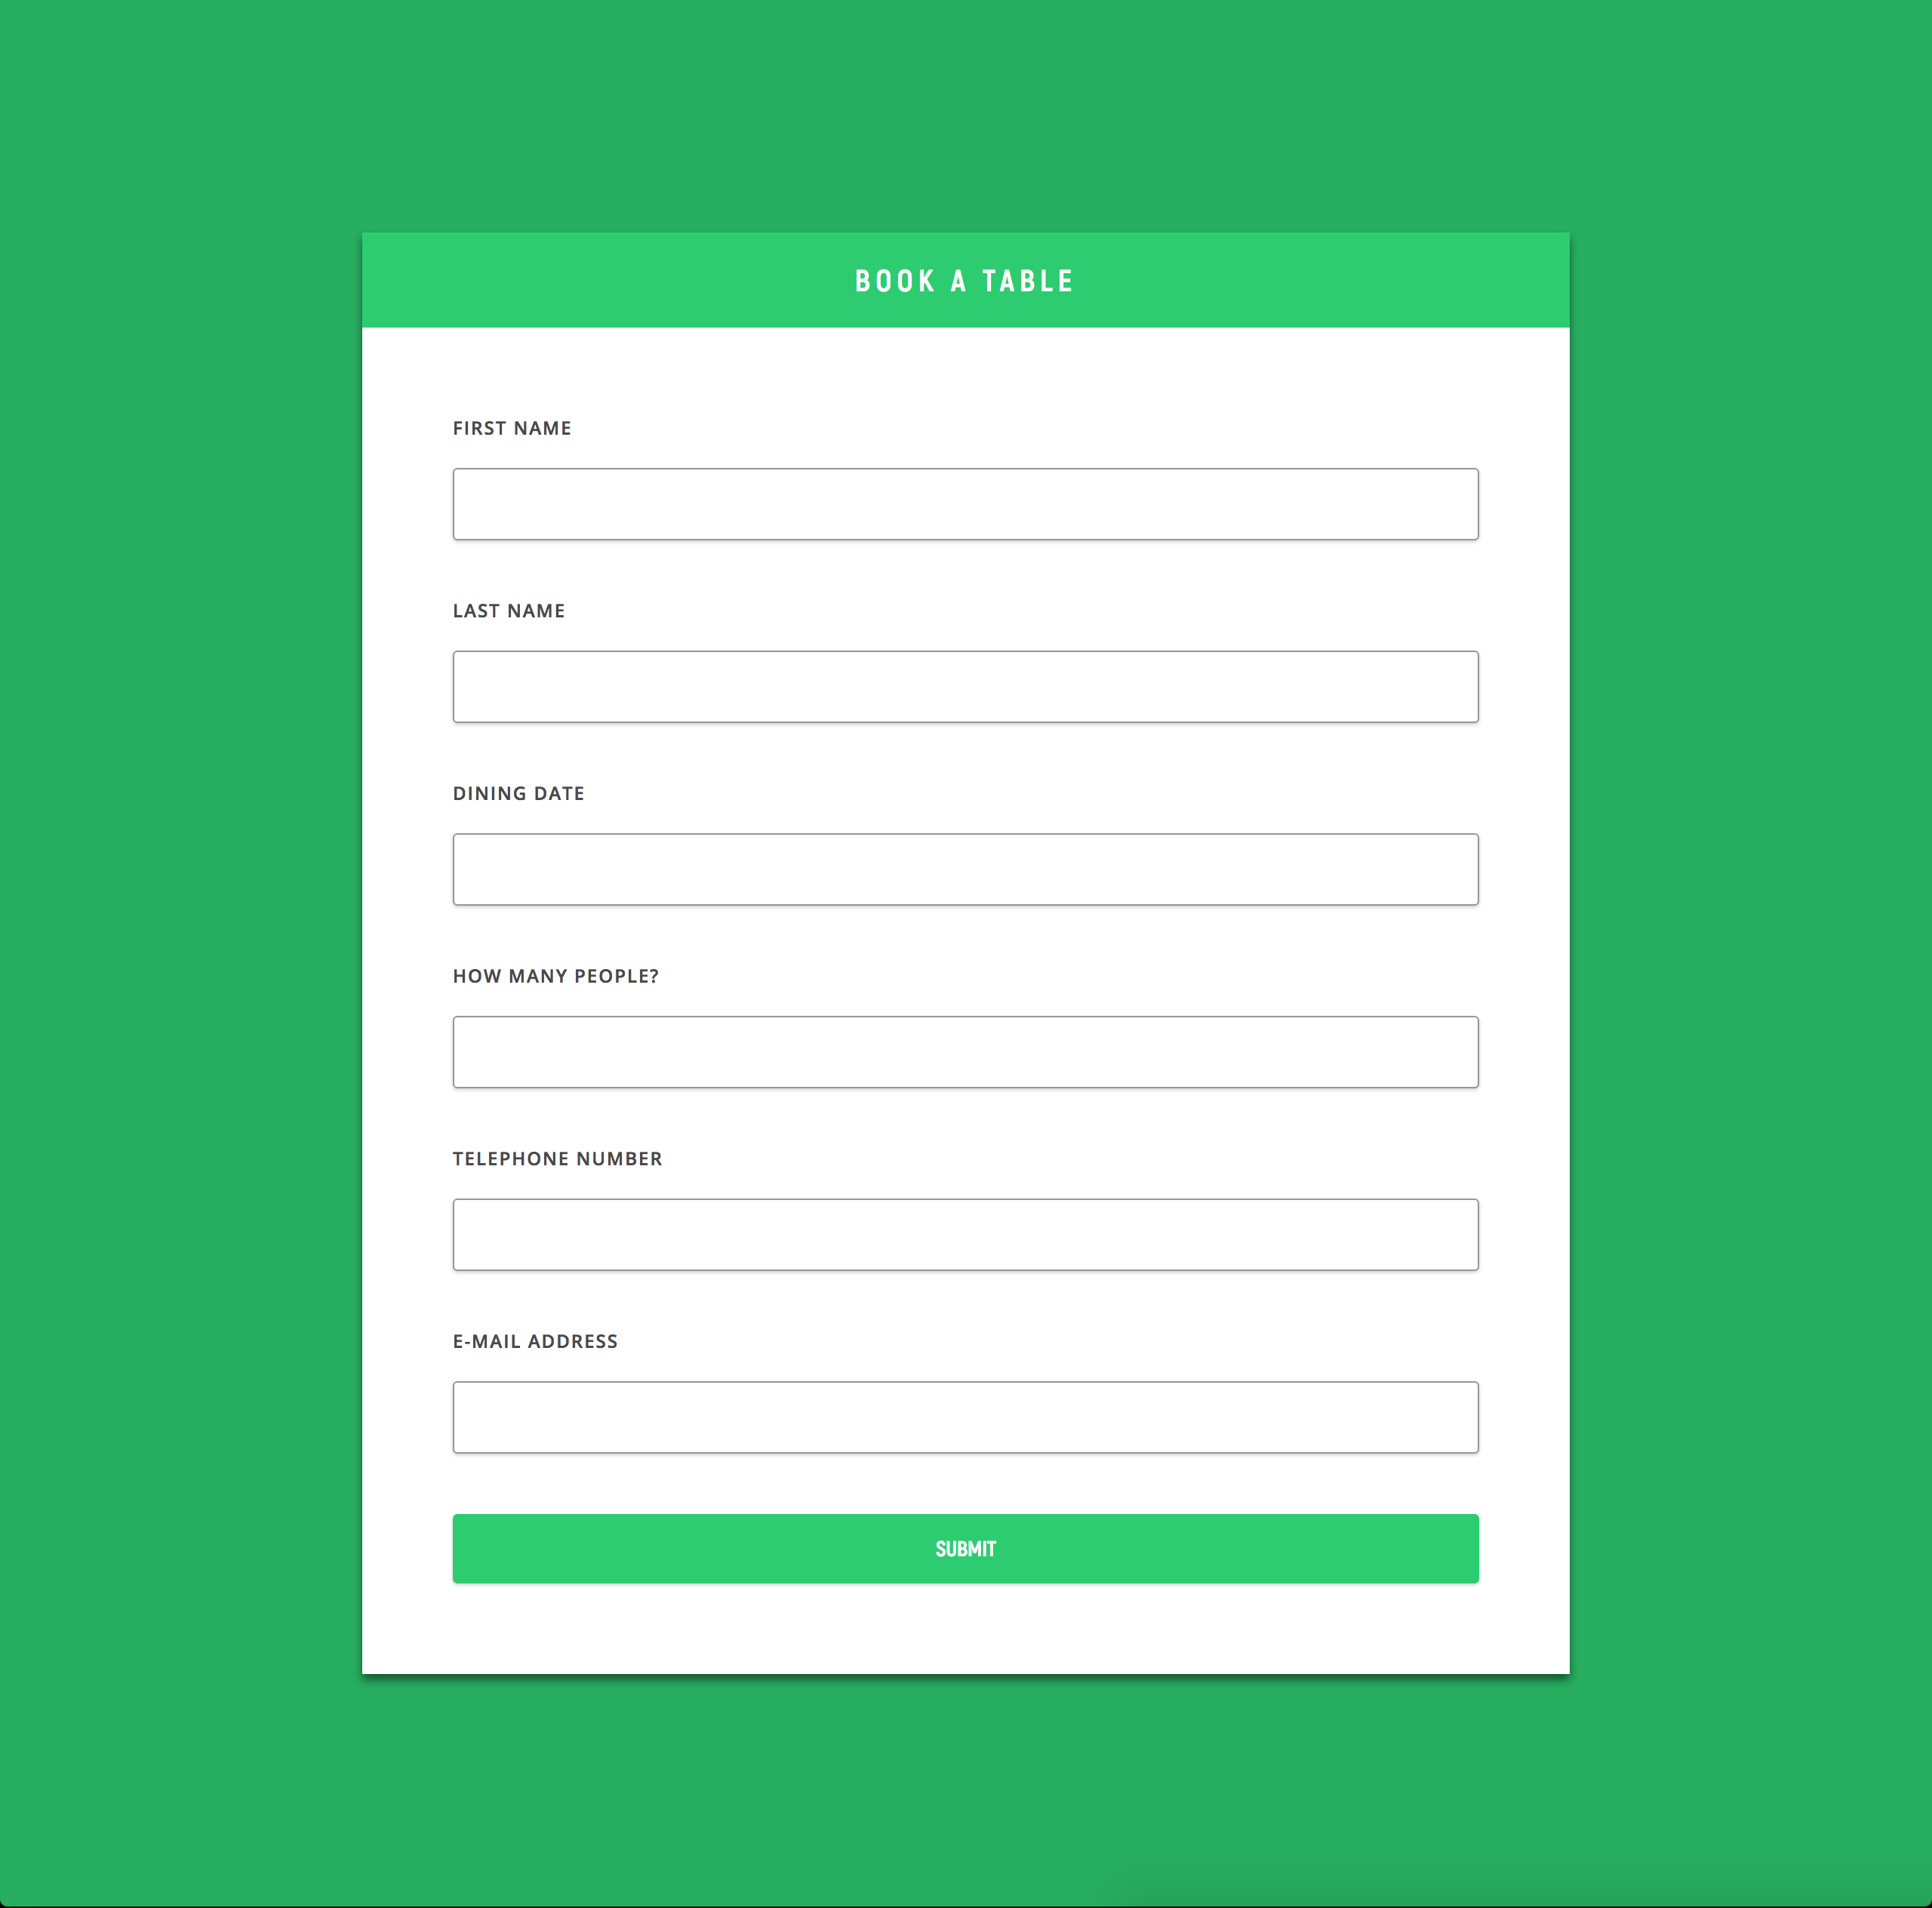 BOOK A TABLE
FIRST NAME
LAST NAME
DINING DATE
HOW MANY PEOPLE?
TELEPHONE NUMBER
E-MAIL ADDRESS
SUBMIT